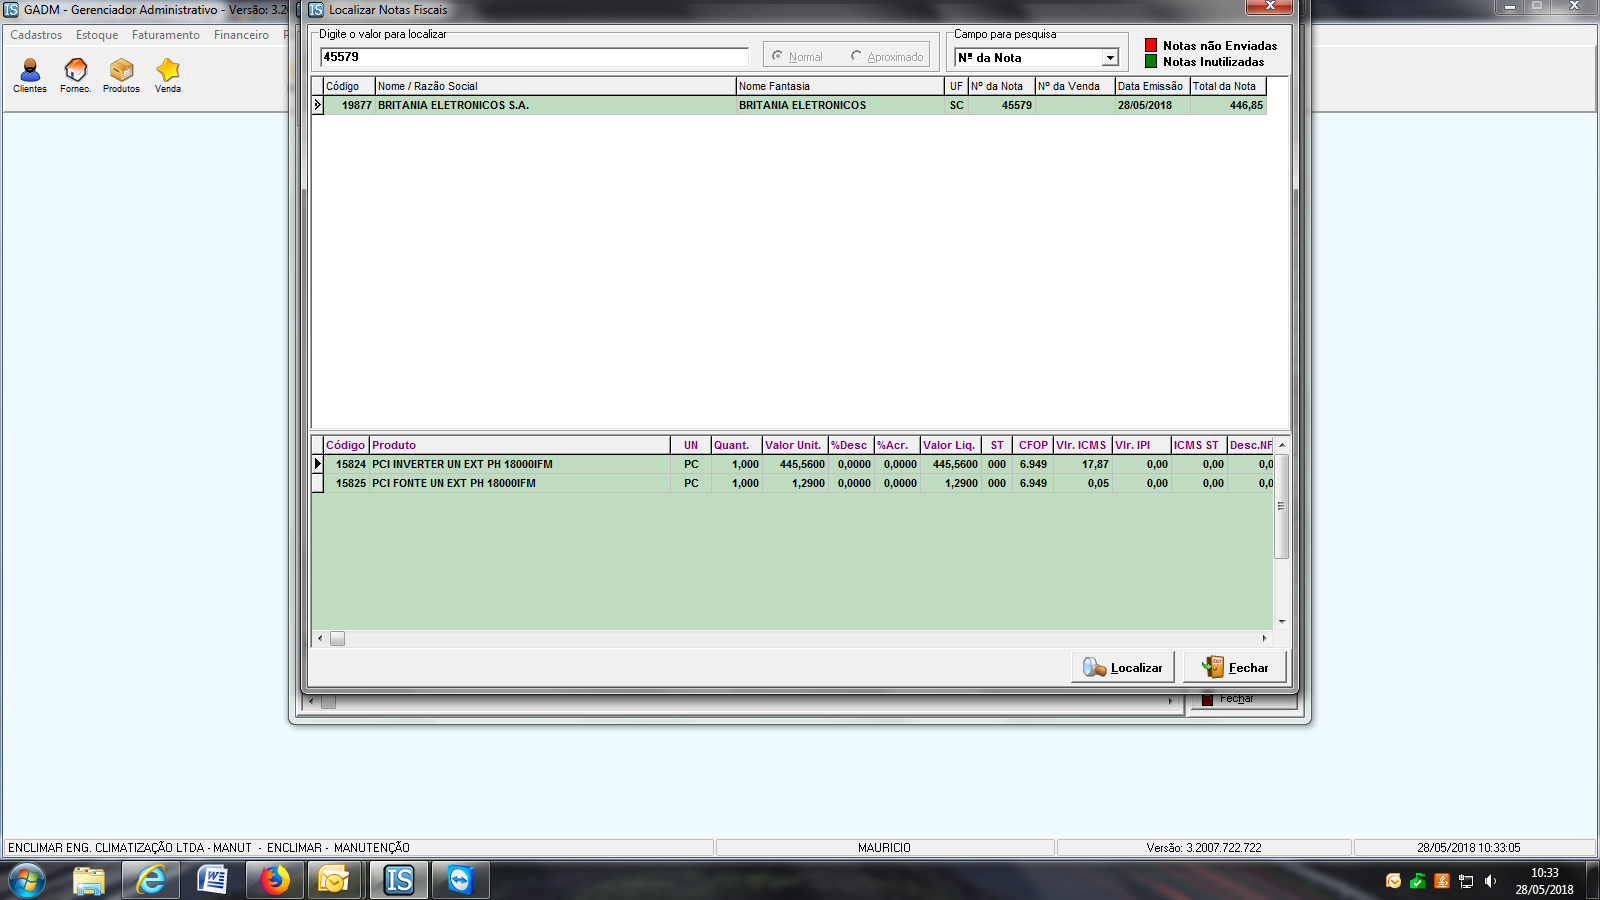 GADM - Gerenciador Administrativo - Versão: 3.20
Localizar Notas Fiscais
Cadastros Estoque Faturamento Financeiro
Clientes Fornec. Produtos Venda
Digite o valor para localizar
45579
Normal Aproximado
Campo para pesquisa
Nº da Nota
Notas não Enviadas
Notas Inutilizadas
Código Nome / Razão Social Nome Fantasia UF Nº da Nota Nº da Venda Data Emissão Total da Nota
19877 BRITANIA ELETRONICOS S.A. BRITANIA ELETRONICOS SC 45579 28/05/2018 446,85
Código Produto UN Quant. Valor Unit. %Desc %Acr. Valor Liq. ST CFOP Vlr. ICMS Vlr. IPI ICMS ST Desc.NF
15824 PCI INVERTER UN EXT PH 18000IFM PC 1,000 445,5600 0,0000 0,0000 445,5600 000 6.949 17,87 0,00 0,00 0,0
15825 PCI FONTE UN EXT PH 18000IFM PC 1,000 1,2900 0,0000 0,0000 1,2900 000 6.949 0,05 0,00 0,00 0,0
Localizar Fechar
Fechar
ENCLIMAR ENG. CLIMATIZAÇÃO LTDA - MANUT - ENCLIMAR - MANUTENÇÃO MAURICIO Versão: 3.2007.722.722 28/05/2018 10:33:05
10:33
28/05/2018